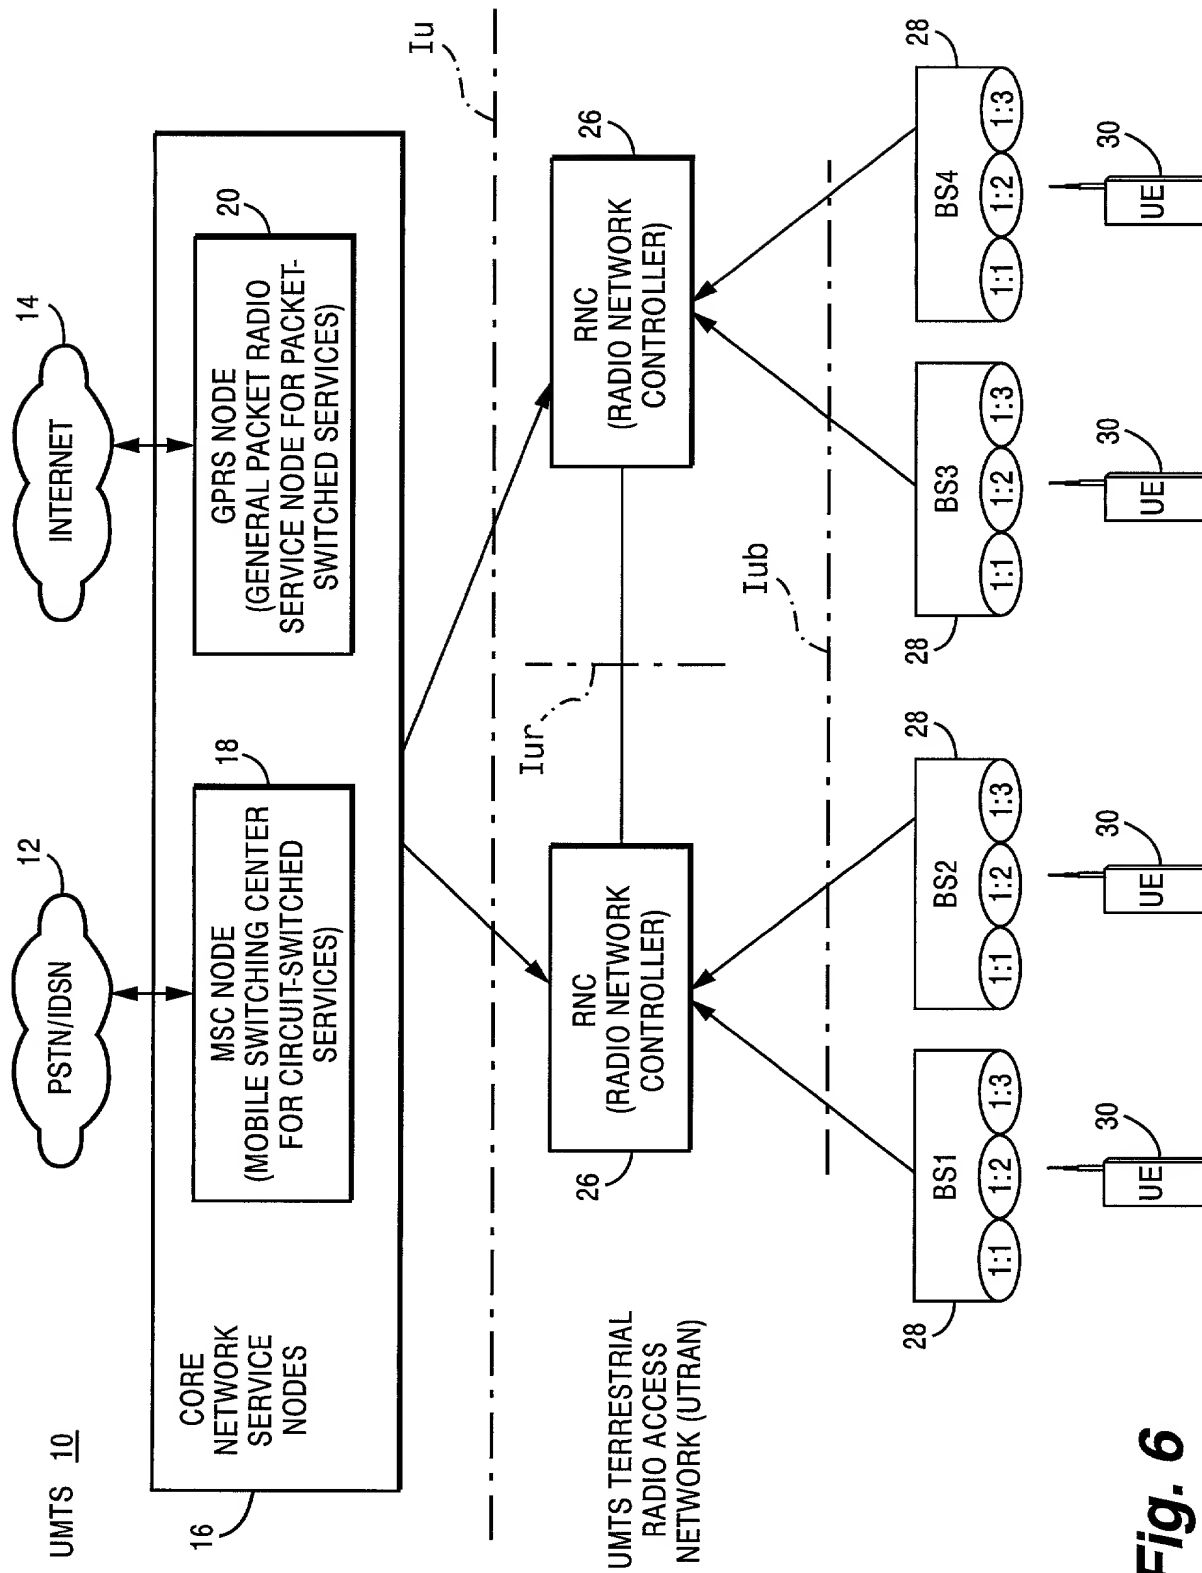 UMTS 10
PSTN/IDSN
12
INTERNET
14
16
CORE
NETWORK
SERVICE
NODES
MSC NODE
(MOBILE SWITCHING CENTER
FOR CIRCUIT-SWITCHED
SERVICES)
18
GPRS NODE
(GENERAL PACKET RADIO
SERVICE NODE FOR PACKET-
SWITCHED SERVICES)
20
Iu
UMTS TERRESTRIAL
RADIO ACCESS
NETWORK (UTRAN)
26
RNC
(RADIO NETWORK
CONTROLLER)
Iur
RNC
(RADIO NETWORK
CONTROLLER)
26
Iub
28
BS1
1:1 1:2 1:3
BS2
1:1 1:2 1:3
28
28
BS3
1:1 1:2 1:3
BS4
1:1 1:2 1:3
28
UE
30
UE
30
UE
30
UE
30
Fig. 6